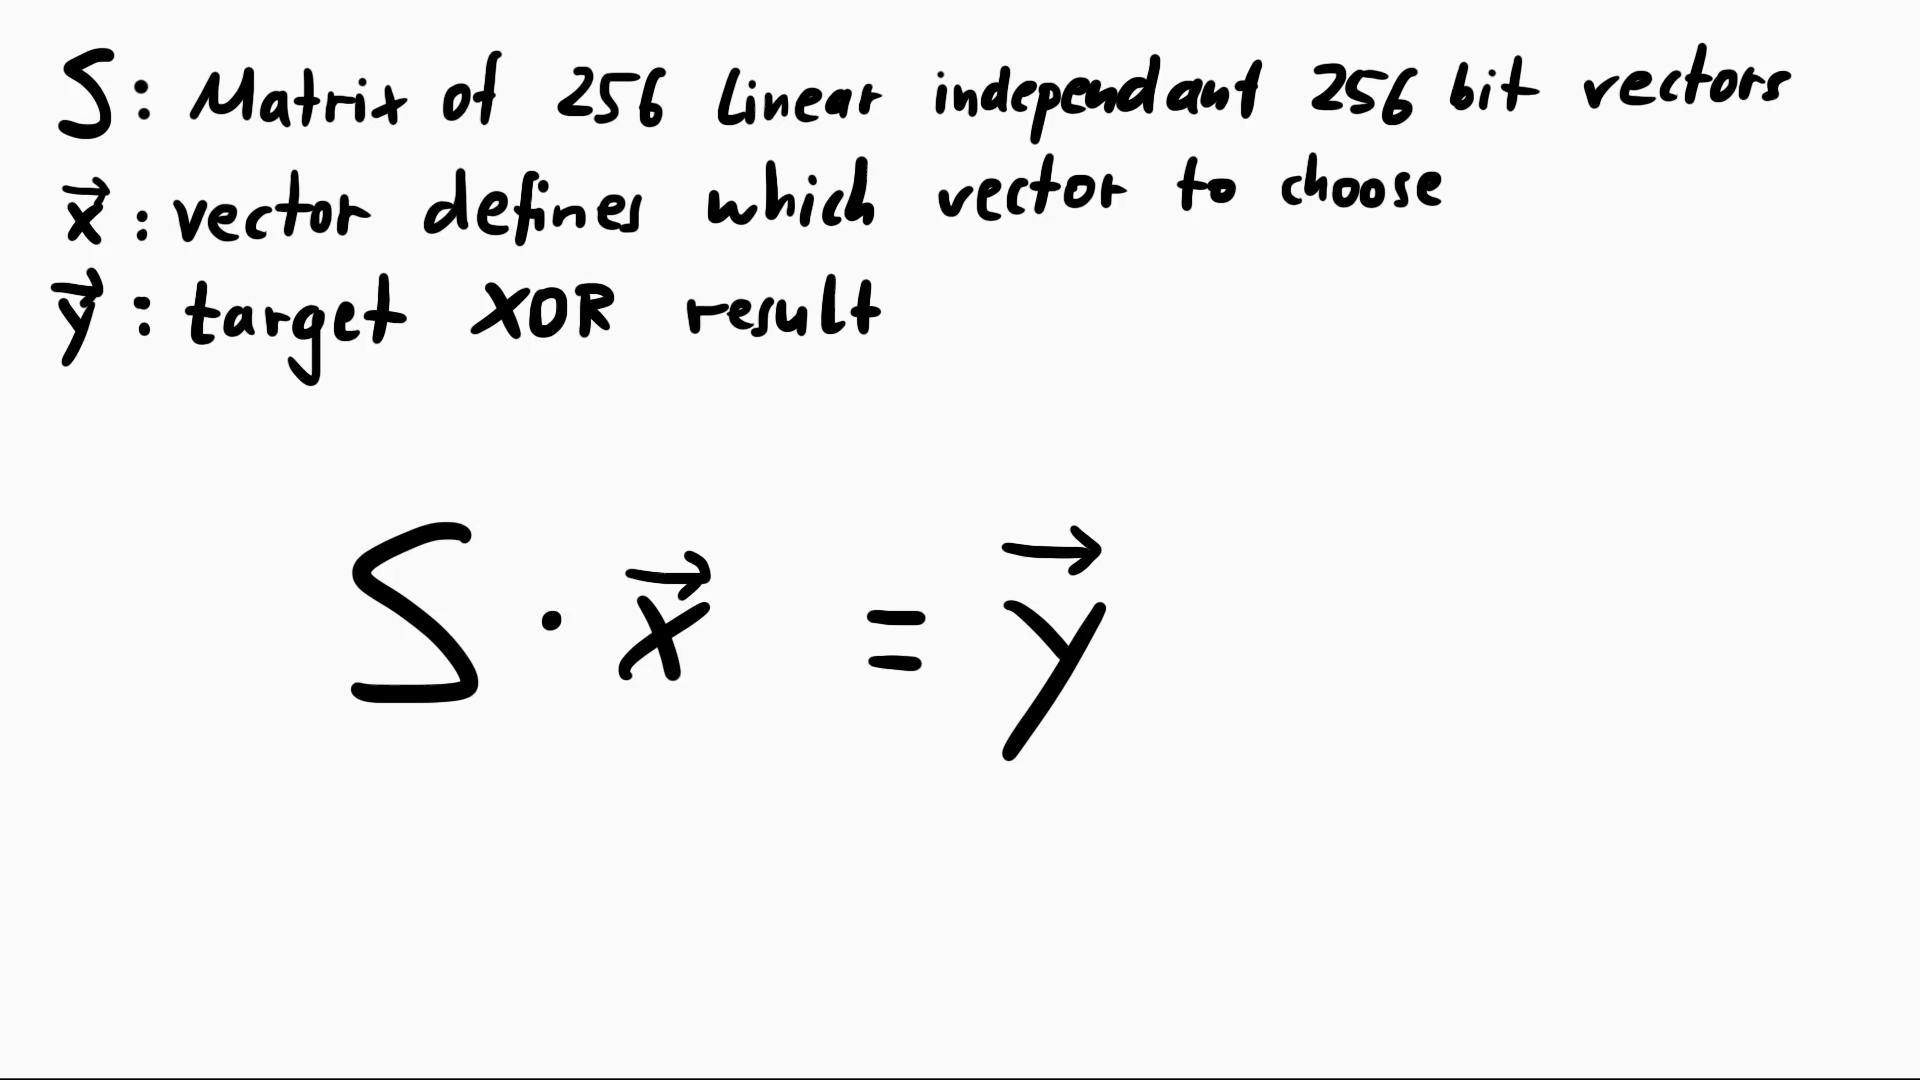 S: Matrix of 256 Linear independant 256 bit vectors
x⃗: vector defines which vector to choose
y⃗: target XOR result
S · x⃗ = y⃗